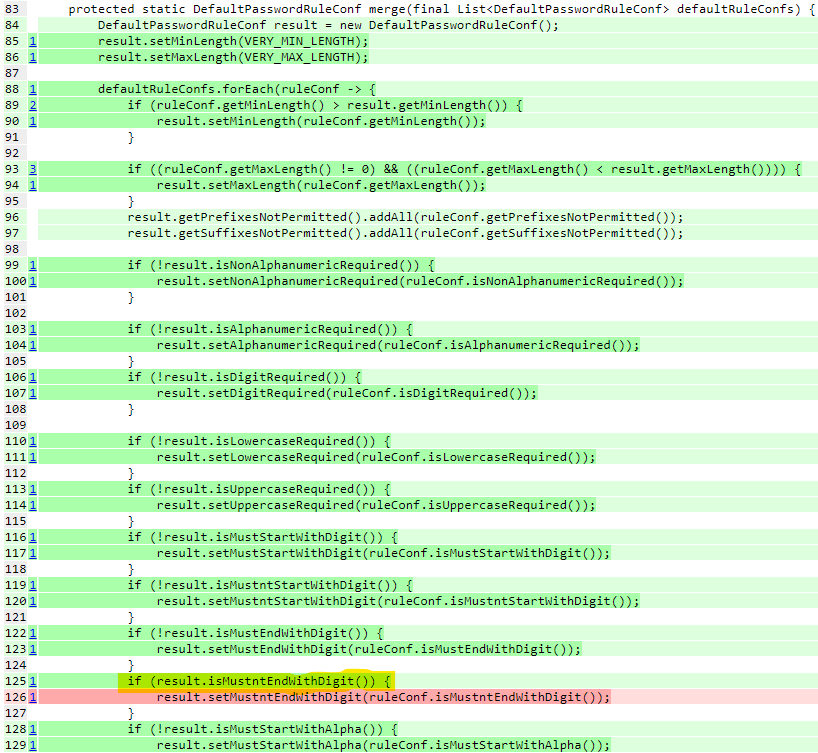 83 protected static DefaultPasswordRuleConf merge(final List<DefaultPasswordRuleConf> defaultRuleConfs) {
84 DefaultPasswordRuleConf result = new DefaultPasswordRuleConf();
85 1 result.setMinLength(VERY_MIN_LENGTH);
86 1 result.setMaxLength(VERY_MAX_LENGTH);
87
88 1 defaultRuleConfs.forEach(ruleConf -> {
89 2 if (ruleConf.getMinLength() > result.getMinLength()) {
90 1 result.setMinLength(ruleConf.getMinLength());
91 }
92
93 3 if ((ruleConf.getMaxLength() != 0) && ((ruleConf.getMaxLength() < result.getMaxLength()))) {
94 1 result.setMaxLength(ruleConf.getMaxLength());
95 }
96 result.getPrefixesNotPermitted().addAll(ruleConf.getPrefixesNotPermitted());
97 result.getSuffixesNotPermitted().addAll(ruleConf.getSuffixesNotPermitted());
98
99 1 if (!result.isNonAlphanumericRequired()) {
100 1 result.setNonAlphanumericRequired(ruleConf.isNonAlphanumericRequired());
101 }
102
103 1 if (!result.isAlphanumericRequired()) {
104 1 result.setAlphanumericRequired(ruleConf.isAlphanumericRequired());
105 }
106 1 if (!result.isDigitRequired()) {
107 1 result.setDigitRequired(ruleConf.isDigitRequired());
108 }
109
110 1 if (!result.isLowercaseRequired()) {
111 1 result.setLowercaseRequired(ruleConf.isLowercaseRequired());
112 }
113 1 if (!result.isUppercaseRequired()) {
114 1 result.setUppercaseRequired(ruleConf.isUppercaseRequired());
115 }
116 1 if (!result.isMustStartWithDigit()) {
117 1 result.setMustStartWithDigit(ruleConf.isMustStartWithDigit());
118 }
119 1 if (!result.isMustntStartWithDigit()) {
120 1 result.setMustntStartWithDigit(ruleConf.isMustntStartWithDigit());
121 }
122 1 if (!result.isMustEndWithDigit()) {
123 1 result.setMustEndWithDigit(ruleConf.isMustEndWithDigit());
124 }
125 1 if (result.isMustntEndWithDigit()) {
126 1 result.setMustntEndWithDigit(ruleConf.isMustntEndWithDigit());
127 }
128 1 if (!result.isMustStartWithAlpha()) {
129 1 result.setMustStartWithAlpha(ruleConf.isMustStartWithAlpha());